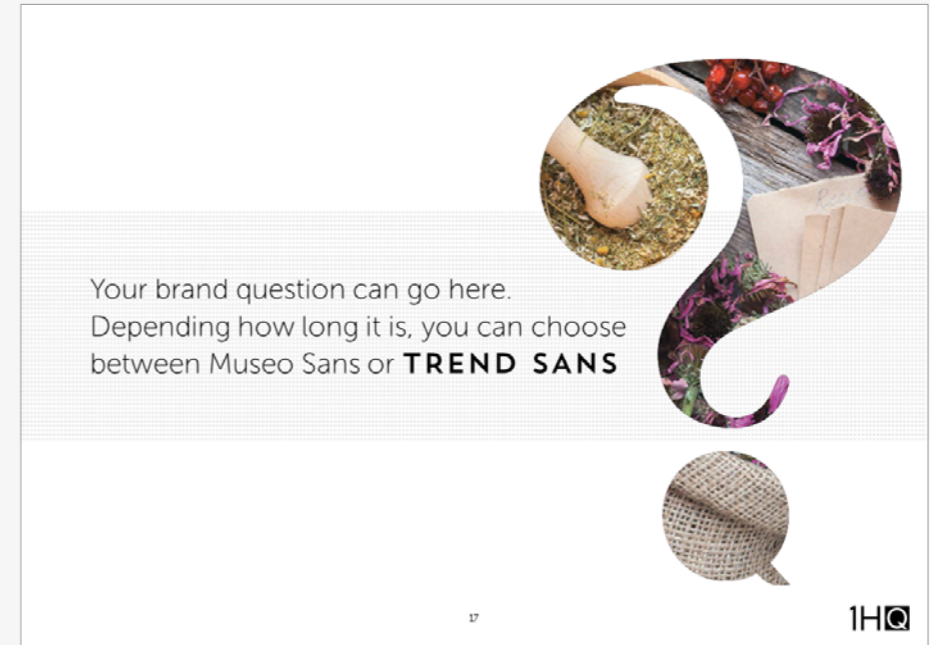 Your brand question can go here.
Depending how long it is, you can choose
between Museo Sans or TREND SANS
17
1HQ